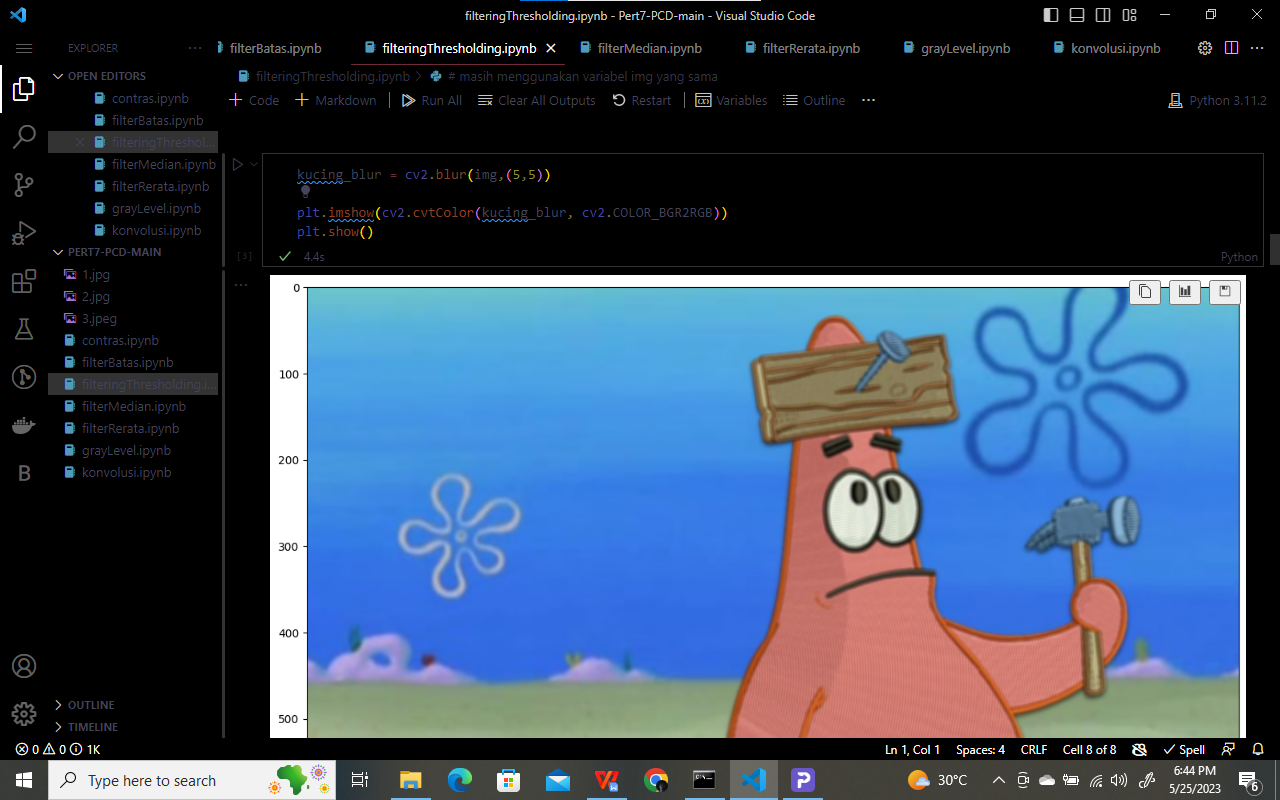 filteringThresholding.ipynb - Pert7-PCD-main - Visual Studio Code
EXPLORER
filterBatas.ipynb
filteringThresholding.ipynb
filterMedian.ipynb
filterRerata.ipynb
grayLevel.ipynb
konvolusi.ipynb
OPEN EDITORS
contras.ipynb
filterBatas.ipynb
filteringThreshol...
filterMedian.ipynb
filterRerata.ipynb
grayLevel.ipynb
konvolusi.ipynb
PERT7-PCD-MAIN
1.jpg
2.jpg
3.jpeg
contras.ipynb
filterBatas.ipynb
filteringThresholding.i...
filterMedian.ipynb
filterRerata.ipynb
grayLevel.ipynb
konvolusi.ipynb
OUTLINE
TIMELINE
filteringThresholding.ipynb > # masih menggunakan variabel img yang sama
+ Code + Markdown Run All Clear All Outputs Restart Variables Outline ... Python 3.11.2
kucing_blur = cv2.blur(img,(5,5))
plt.imshow(cv2.cvtColor(kucing_blur, cv2.COLOR_BGR2RGB))
plt.show()
[3] 4.4s Python
0
100
200
300
400
500
0 0 1K Ln 1, Col 1 Spaces: 4 CRLF Cell 8 of 8 Spell
Type here to search
30°C
6:44 PM
5/25/2023
6